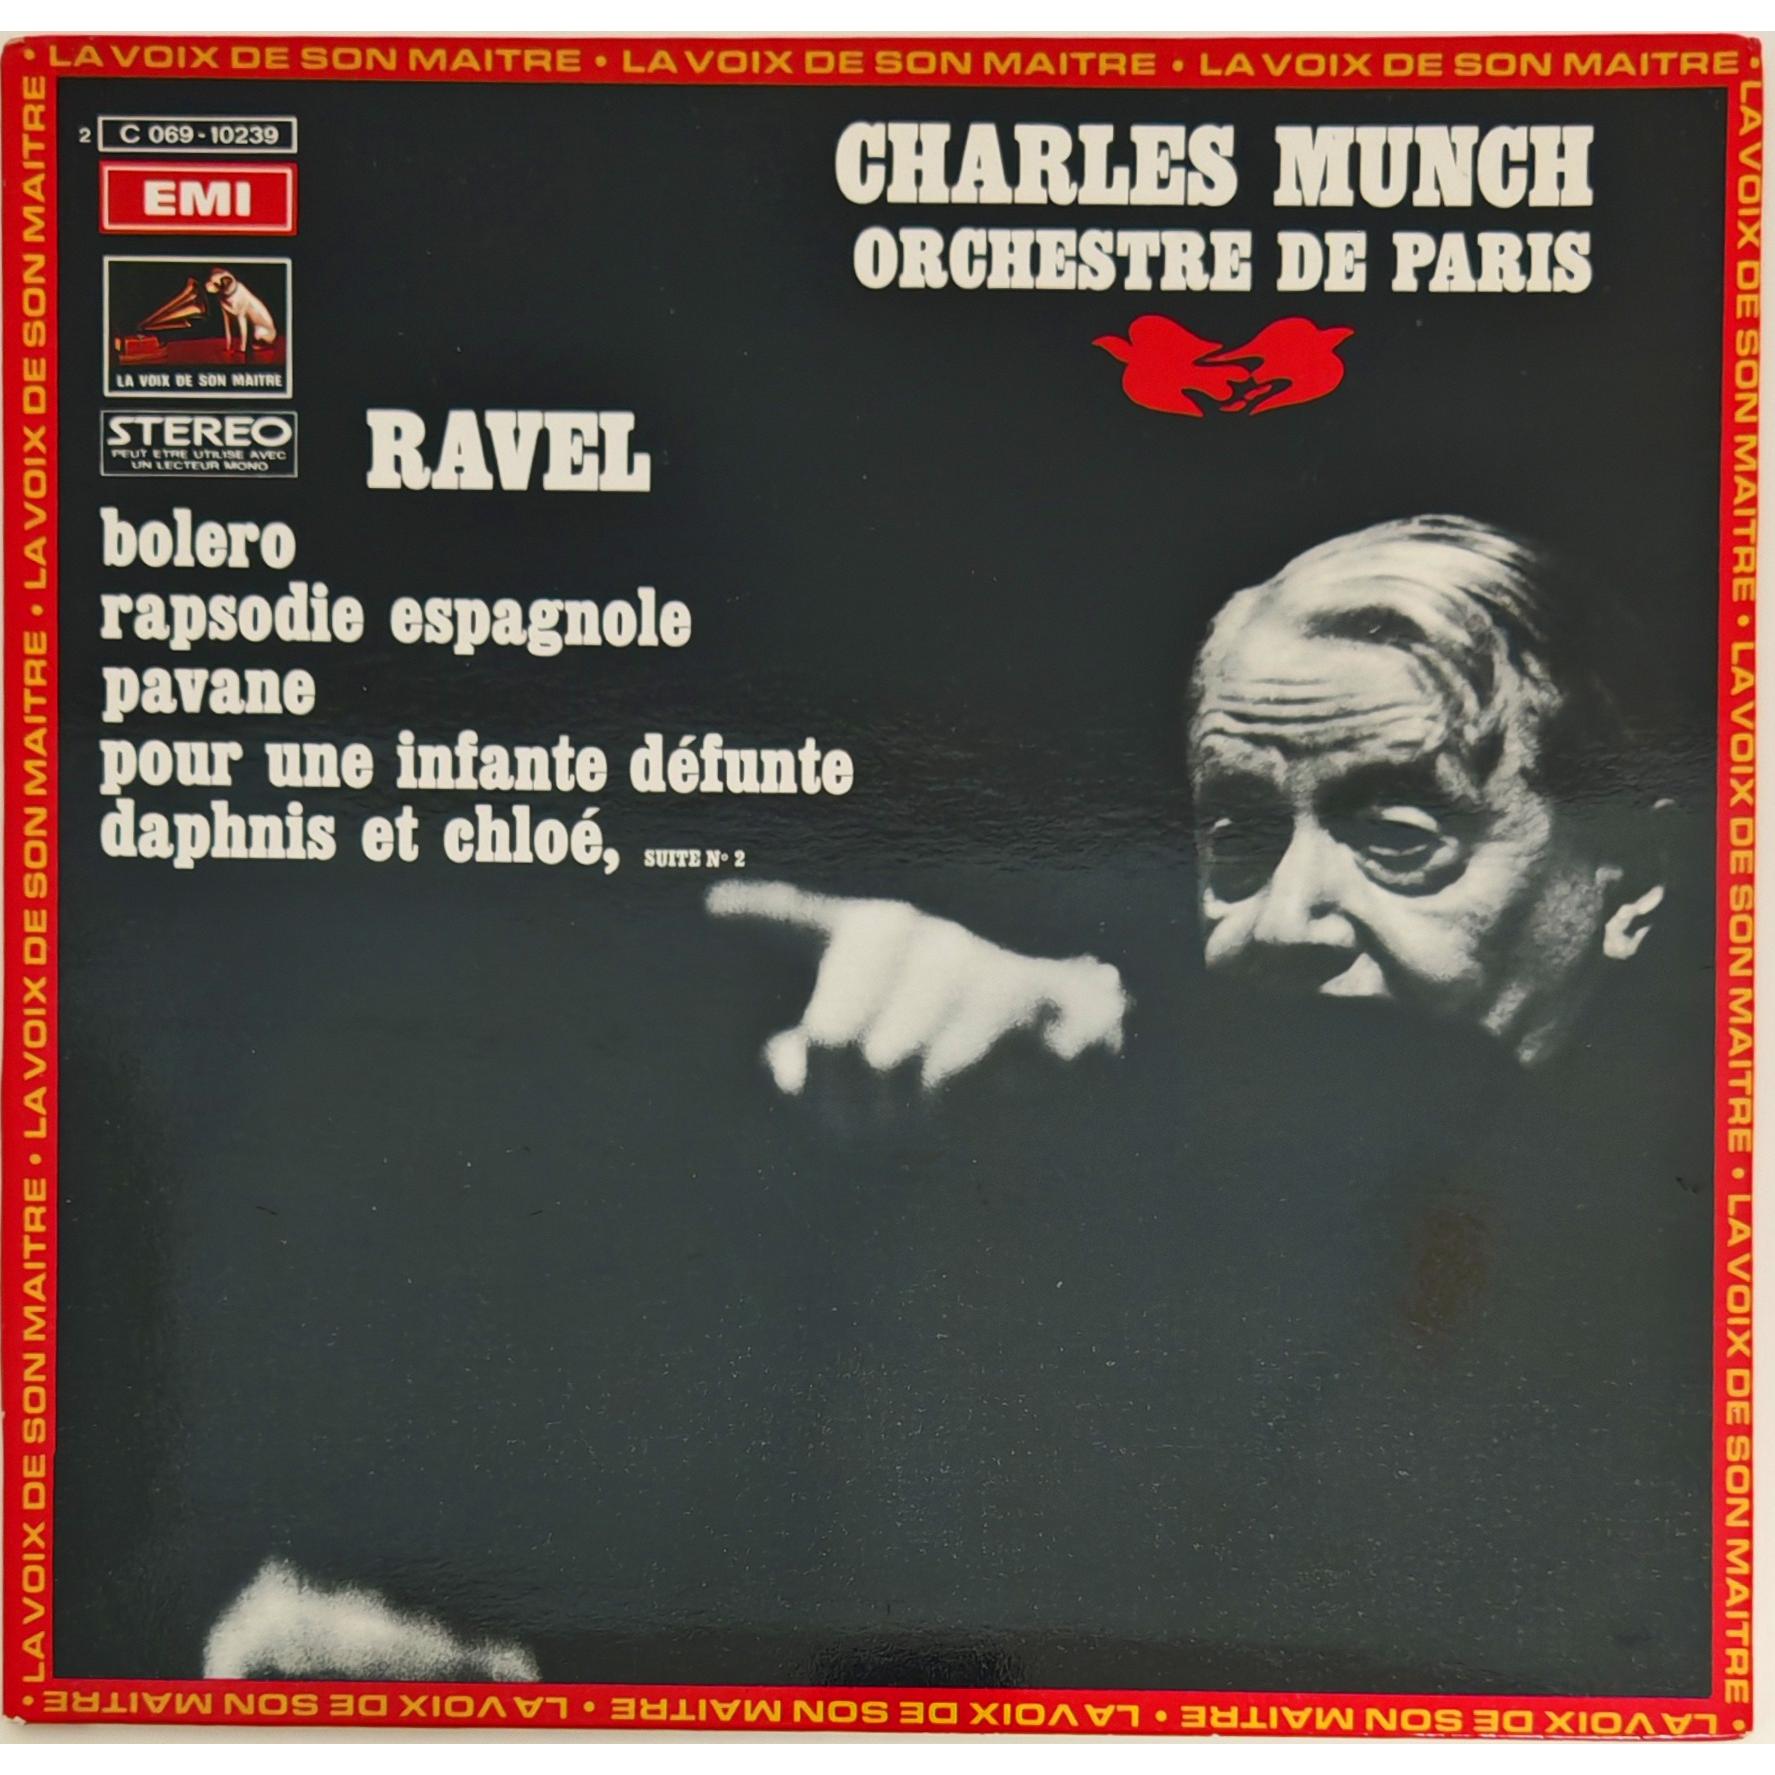 • LA VOIX DE SON MAITRE • LA VOIX DE SON MAITRE • LA VOIX DE SON MAITRE •
2 C 069-10239
EMI
LA VOIX DE SON MAITRE
STEREO
PEUT ETRE UTILISE AVEC
UN LECTEUR MONO
CHARLES MUNCH
ORCHESTRE DE PARIS
RAVEL
bolero
rapsodie espagnole
pavane
pour une infante défunte
daphnis et chloé, SUITE N° 2
LA VOIX DE SON MAITRE • LA VOIX DE SON MAITRE • LA VOIX DE SON MAITRE
LA VOIX DE SON MAITRE • LA VOIX DE SON MAITRE • LA VOIX DE SON MAITRE
• LA VOIX DE SON MAITRE • LA VOIX DE SON MAITRE • LA VOIX DE SON MAITRE •